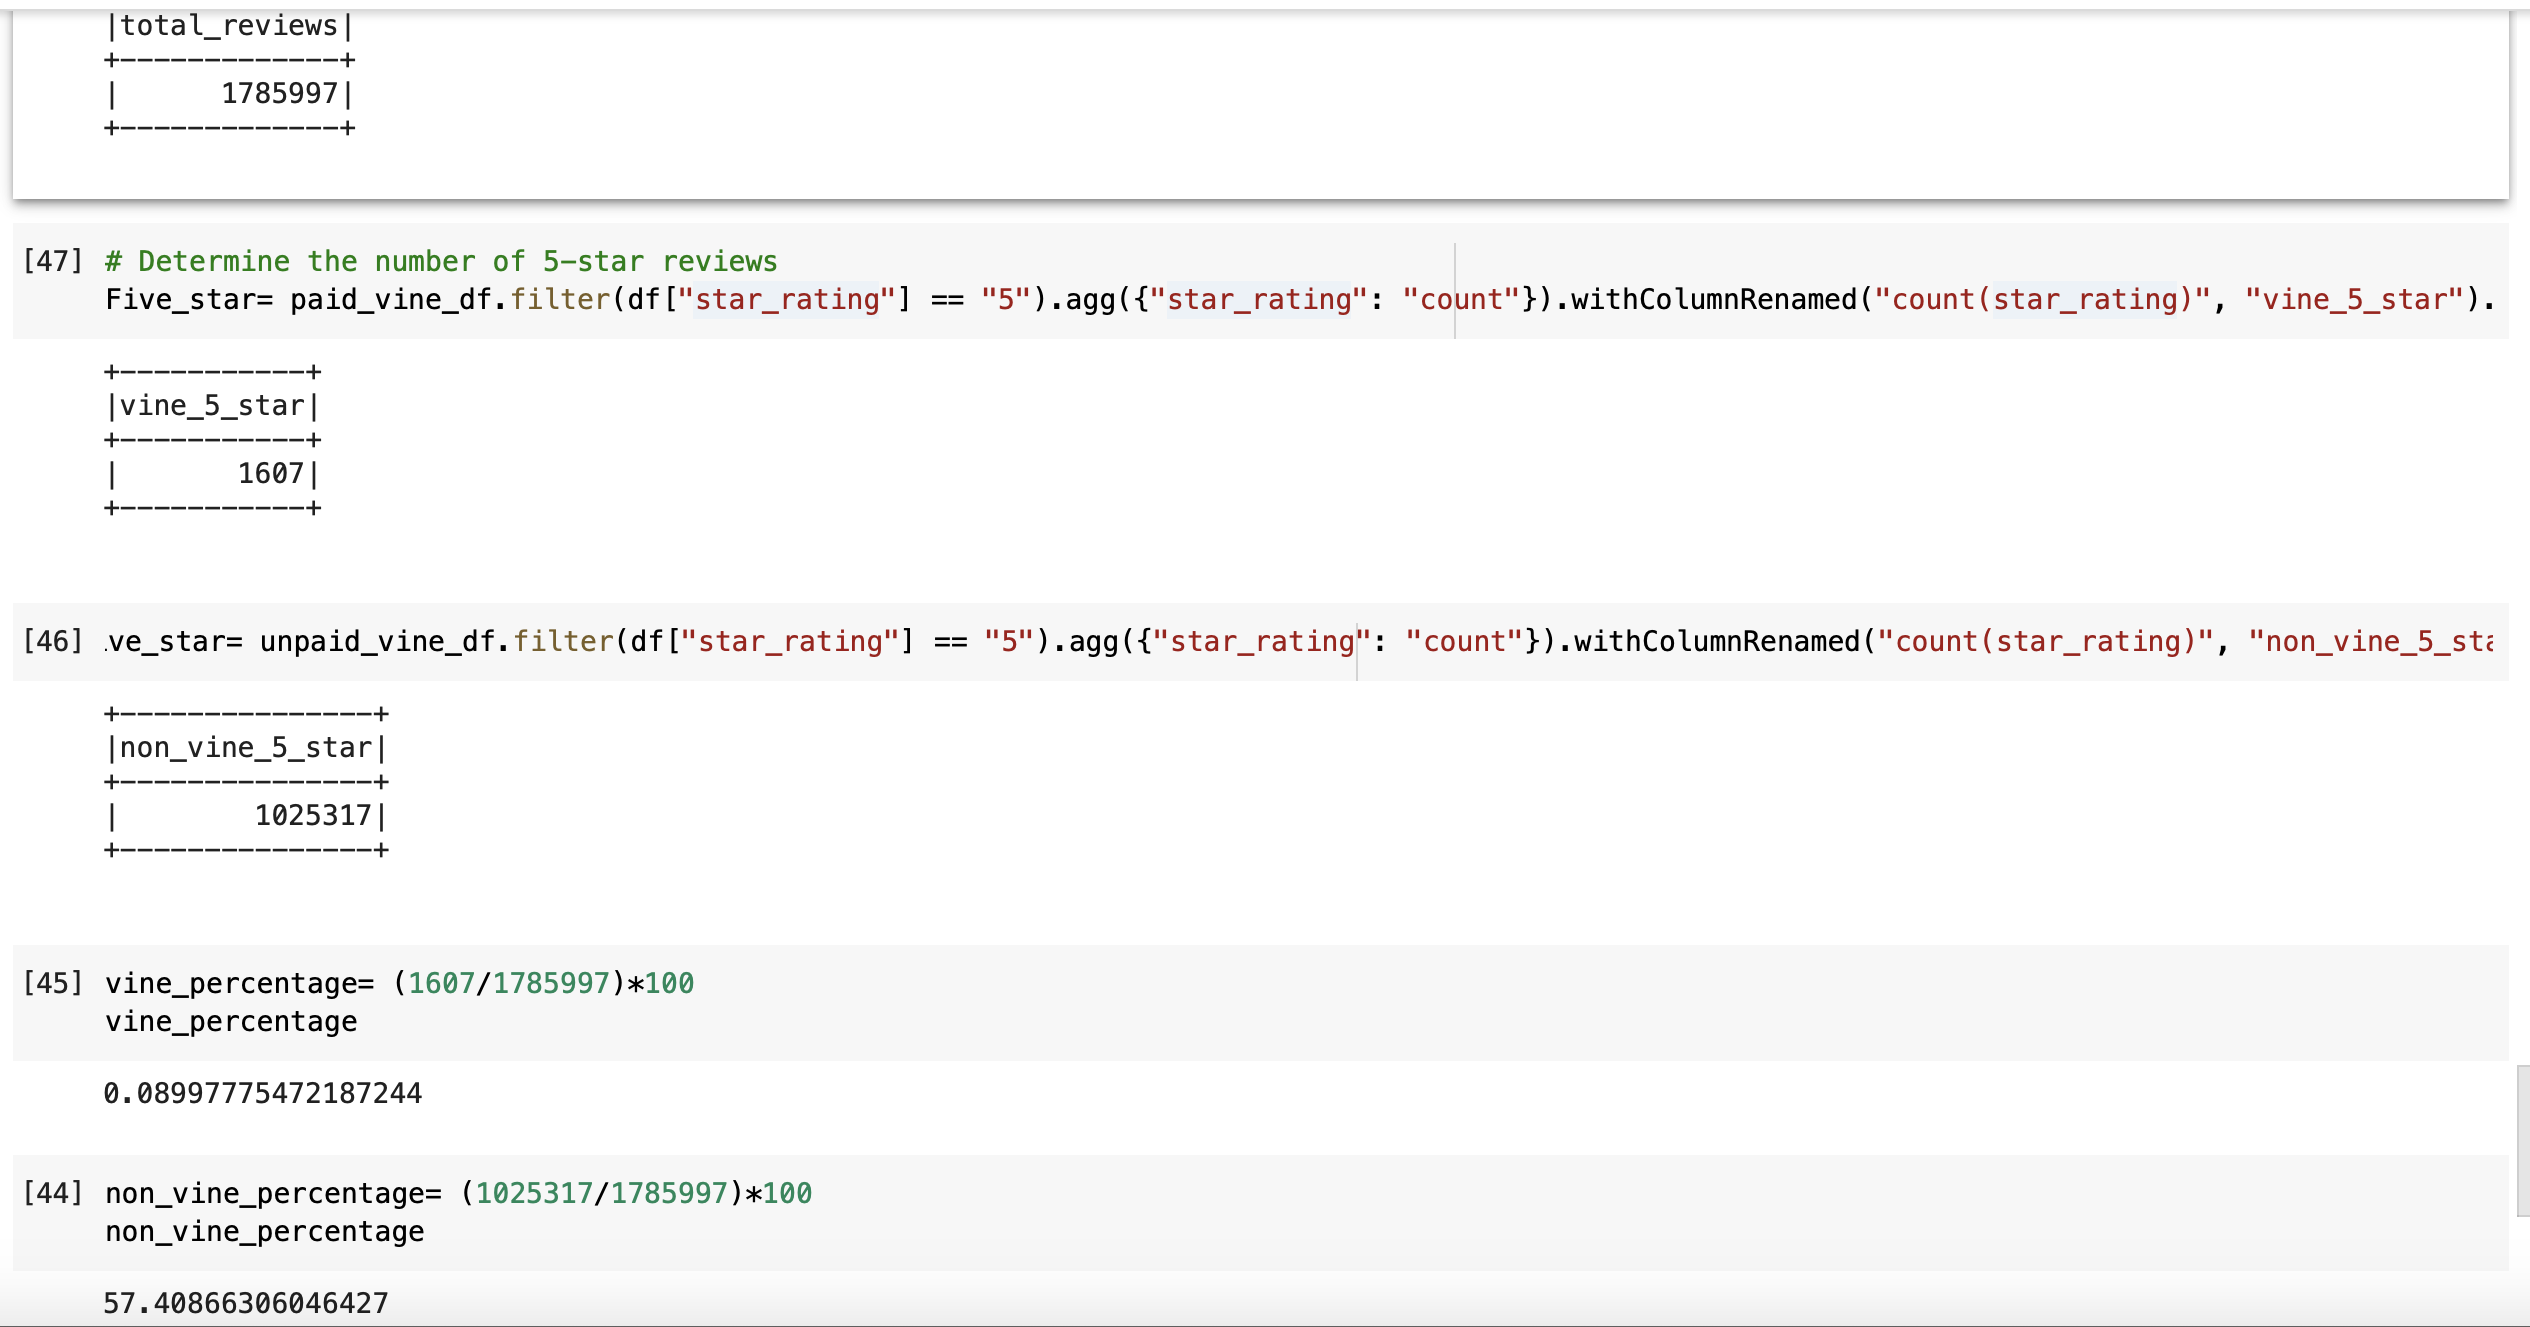 |total_reviews|
+-------------+
|      1785997|
+-------------+
[47] # Determine the number of 5-star reviews
Five_star= paid_vine_df.filter(df["star_rating"] == "5").agg({"star_rating": "count"}).withColumnRenamed("count(star_rating)", "vine_5_star").
+-----------+
|vine_5_star|
+-----------+
|       1607|
+-----------+
[46] ve_star= unpaid_vine_df.filter(df["star_rating"] == "5").agg({"star_rating": "count"}).withColumnRenamed("count(star_rating)", "non_vine_5_sta
+---------------+
|non_vine_5_star|
+---------------+
|        1025317|
+---------------+
[45] vine_percentage= (1607/1785997)*100
vine_percentage
0.08997775472187244
[44] non_vine_percentage= (1025317/1785997)*100
non_vine_percentage
57.40866306046427